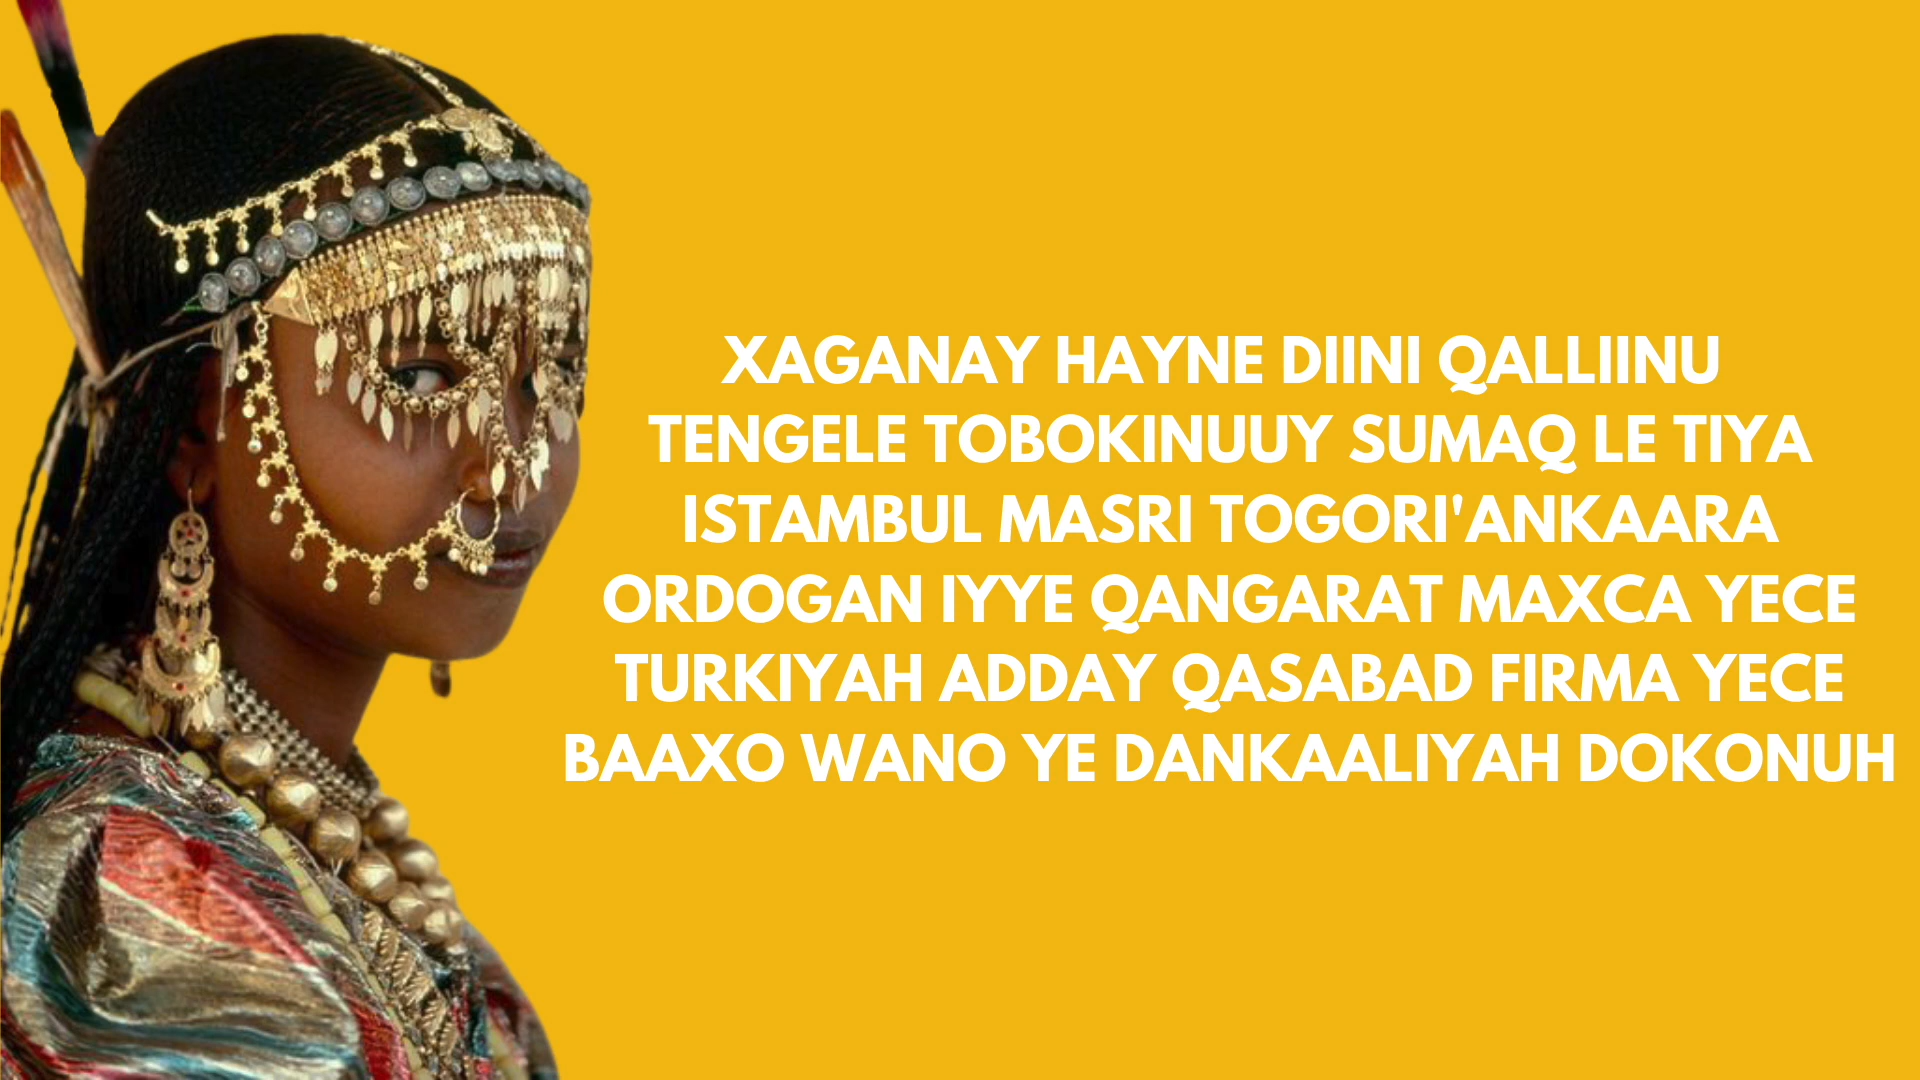 XAGANAY HAYNE DIINI QALLIINU
TENGELE TOBOKINUUY SUMAQ LE TIYA
ISTAMBUL MASRI TOGORI'ANKAARA
ORDOGAN IYYE QANGARAT MAXCA YECE
TURKIYAH ADDAY QASABAD FIRMA YECE
BAAXO WANO YE DANKAALIYAH DOKONUH